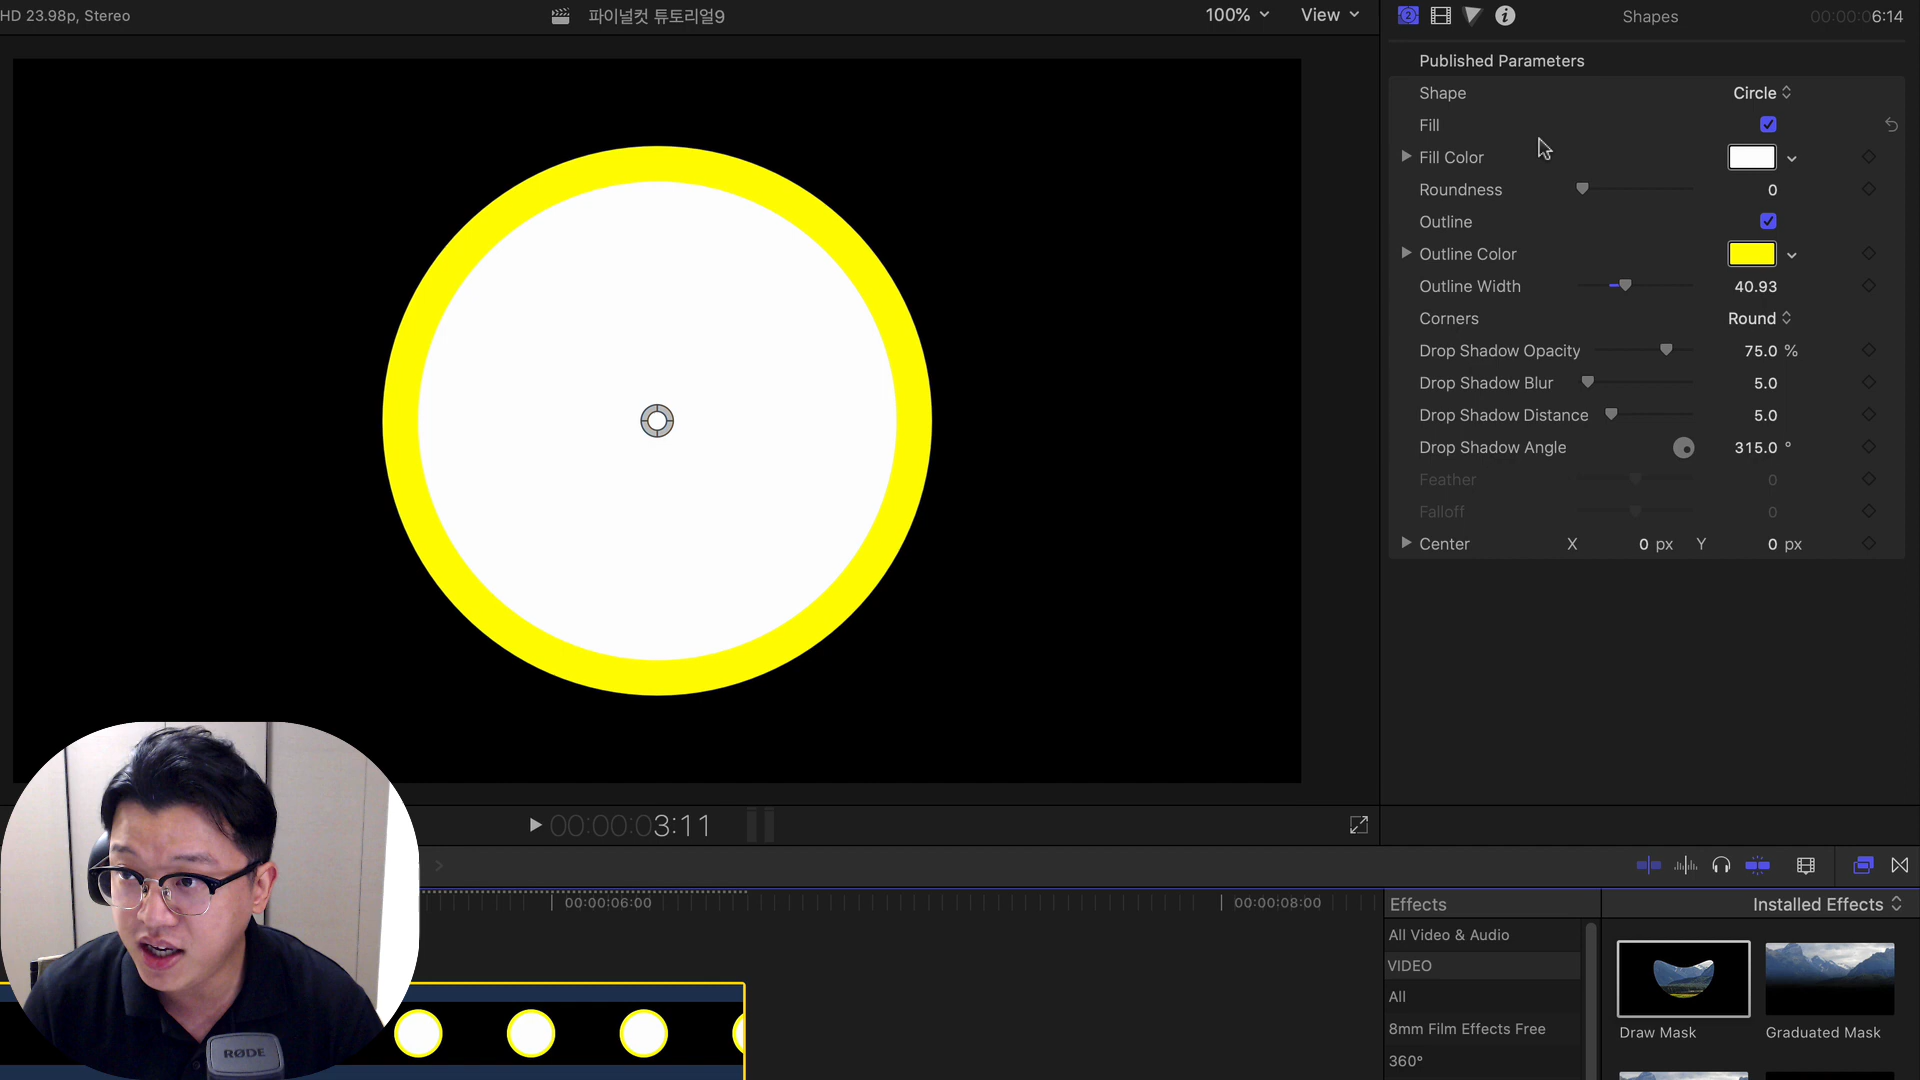 HD 23.98p, Stereo
파이널컷 튜토리얼9
100%
View
Shapes
00:00:06:14
Published Parameters
Shape
Circle
Fill
Fill Color
Roundness
0
Outline
Outline Color
Outline Width
40.93
Corners
Round
Drop Shadow Opacity
75.0 %
Drop Shadow Blur
5.0
Drop Shadow Distance
5.0
Drop Shadow Angle
315.0 °
Feather
0
Falloff
0
Center
X
0 px
Y
0 px
00:00:03:11
00:00:06:00
00:00:08:00
Effects
Installed Effects
All Video & Audio
VIDEO
All
8mm Film Effects Free
360°
Draw Mask
Graduated Mask
RØDE